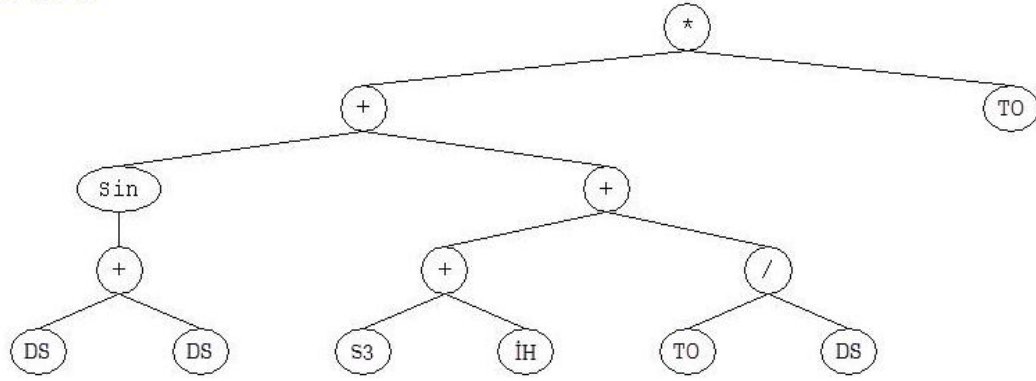 *
+ TO
Sin +
+ + /
DS DS S3 İH TO DS